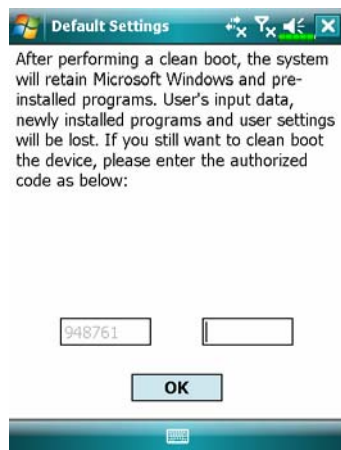 Default Settings
After performing a clean boot, the system
will retain Microsoft Windows and pre-
installed programs. User's input data,
newly installed programs and user settings
will be lost. If you still want to clean boot
the device, please enter the authorized
code as below:
948761
OK